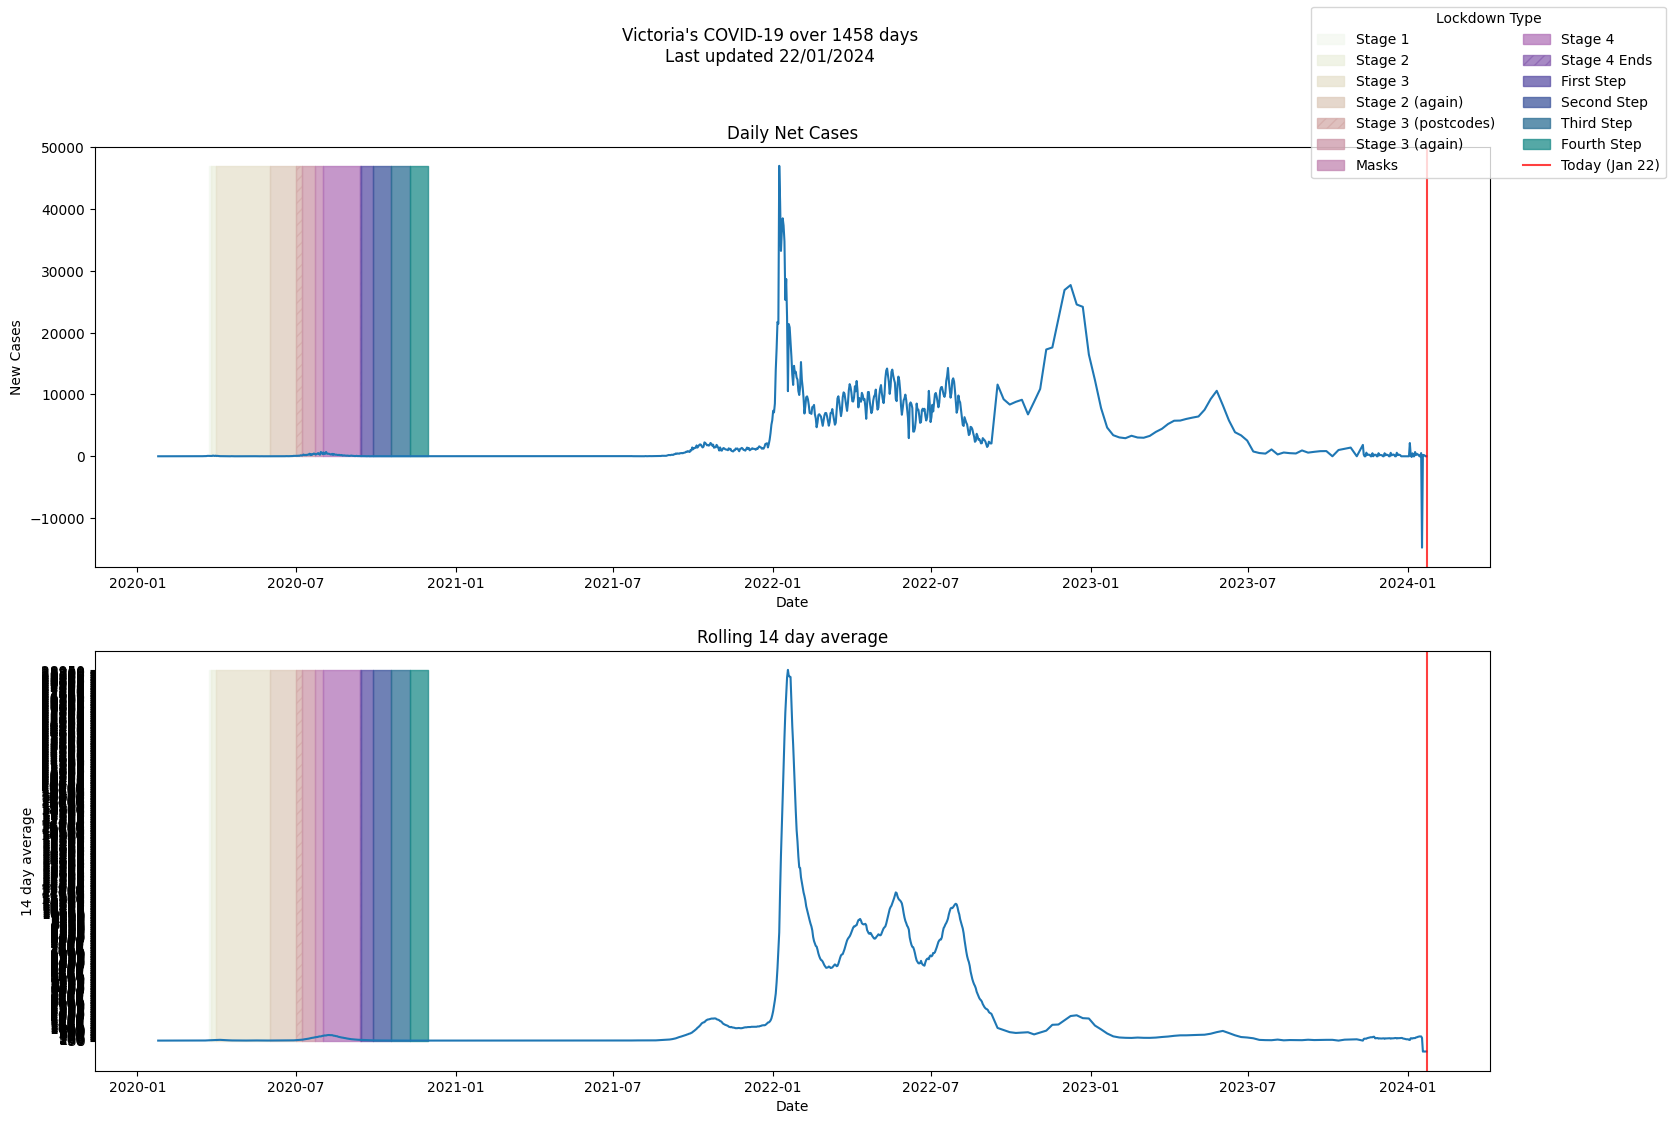 Victoria's COVID-19 over 1458 days
Last updated 22/01/2024
Lockdown Type
Stage 1
Stage 2
Stage 3
Stage 2 (again)
Stage 3 (postcodes)
Stage 3 (again)
Masks
Stage 4
Stage 4 Ends
First Step
Second Step
Third Step
Fourth Step
Today (Jan 22)
Daily Net Cases
New Cases
50000
40000
30000
20000
10000
0
−10000
2020-01 2020-07 2021-01 2021-07 2022-01 2022-07 2023-01 2023-07 2024-01
Date
Rolling 14 day average
14 day average
2020-01 2020-07 2021-01 2021-07 2022-01 2022-07 2023-01 2023-07 2024-01
Date